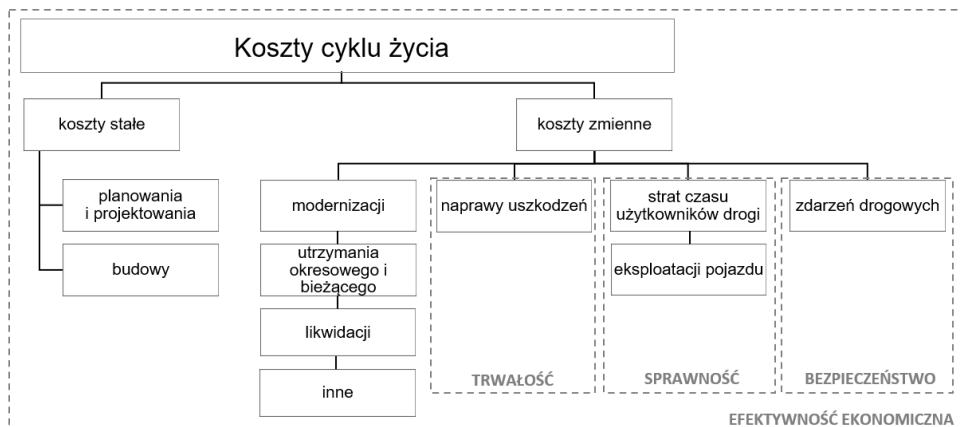 Koszty cyklu życia
koszty stałe
koszty zmienne
planowania
i projektowania
budowy
modernizacji
utrzymania
okresowego i
bieżącego
likwidacji
inne
naprawy uszkodzeń
TRWAŁOŚĆ
strat czasu
użytkowników drogi
eksploatacji pojazdu
SPRAWNOŚĆ
zdarzeń drogowych
BEZPIECZEŃSTWO
EFEKTYWNOŚĆ EKONOMICZNA